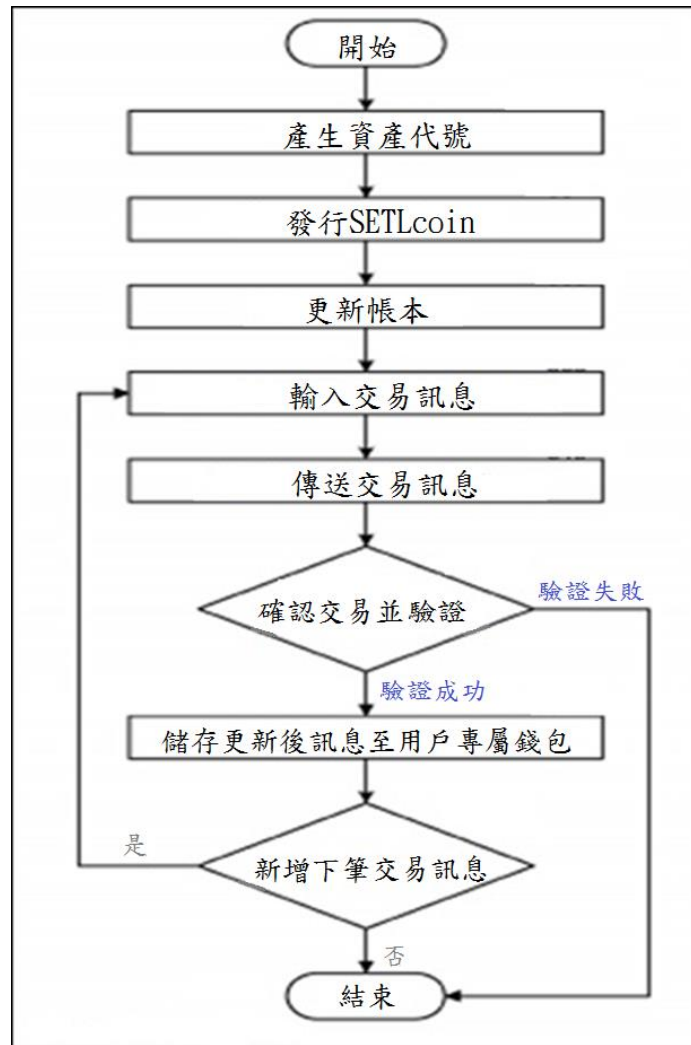 開始
產生資產代號
發行SETLcoin
更新帳本
輸入交易訊息
傳送交易訊息
確認交易並驗證
驗證失敗
驗證成功
儲存更新後訊息至用戶專屬錢包
是
新增下筆交易訊息
否
結束